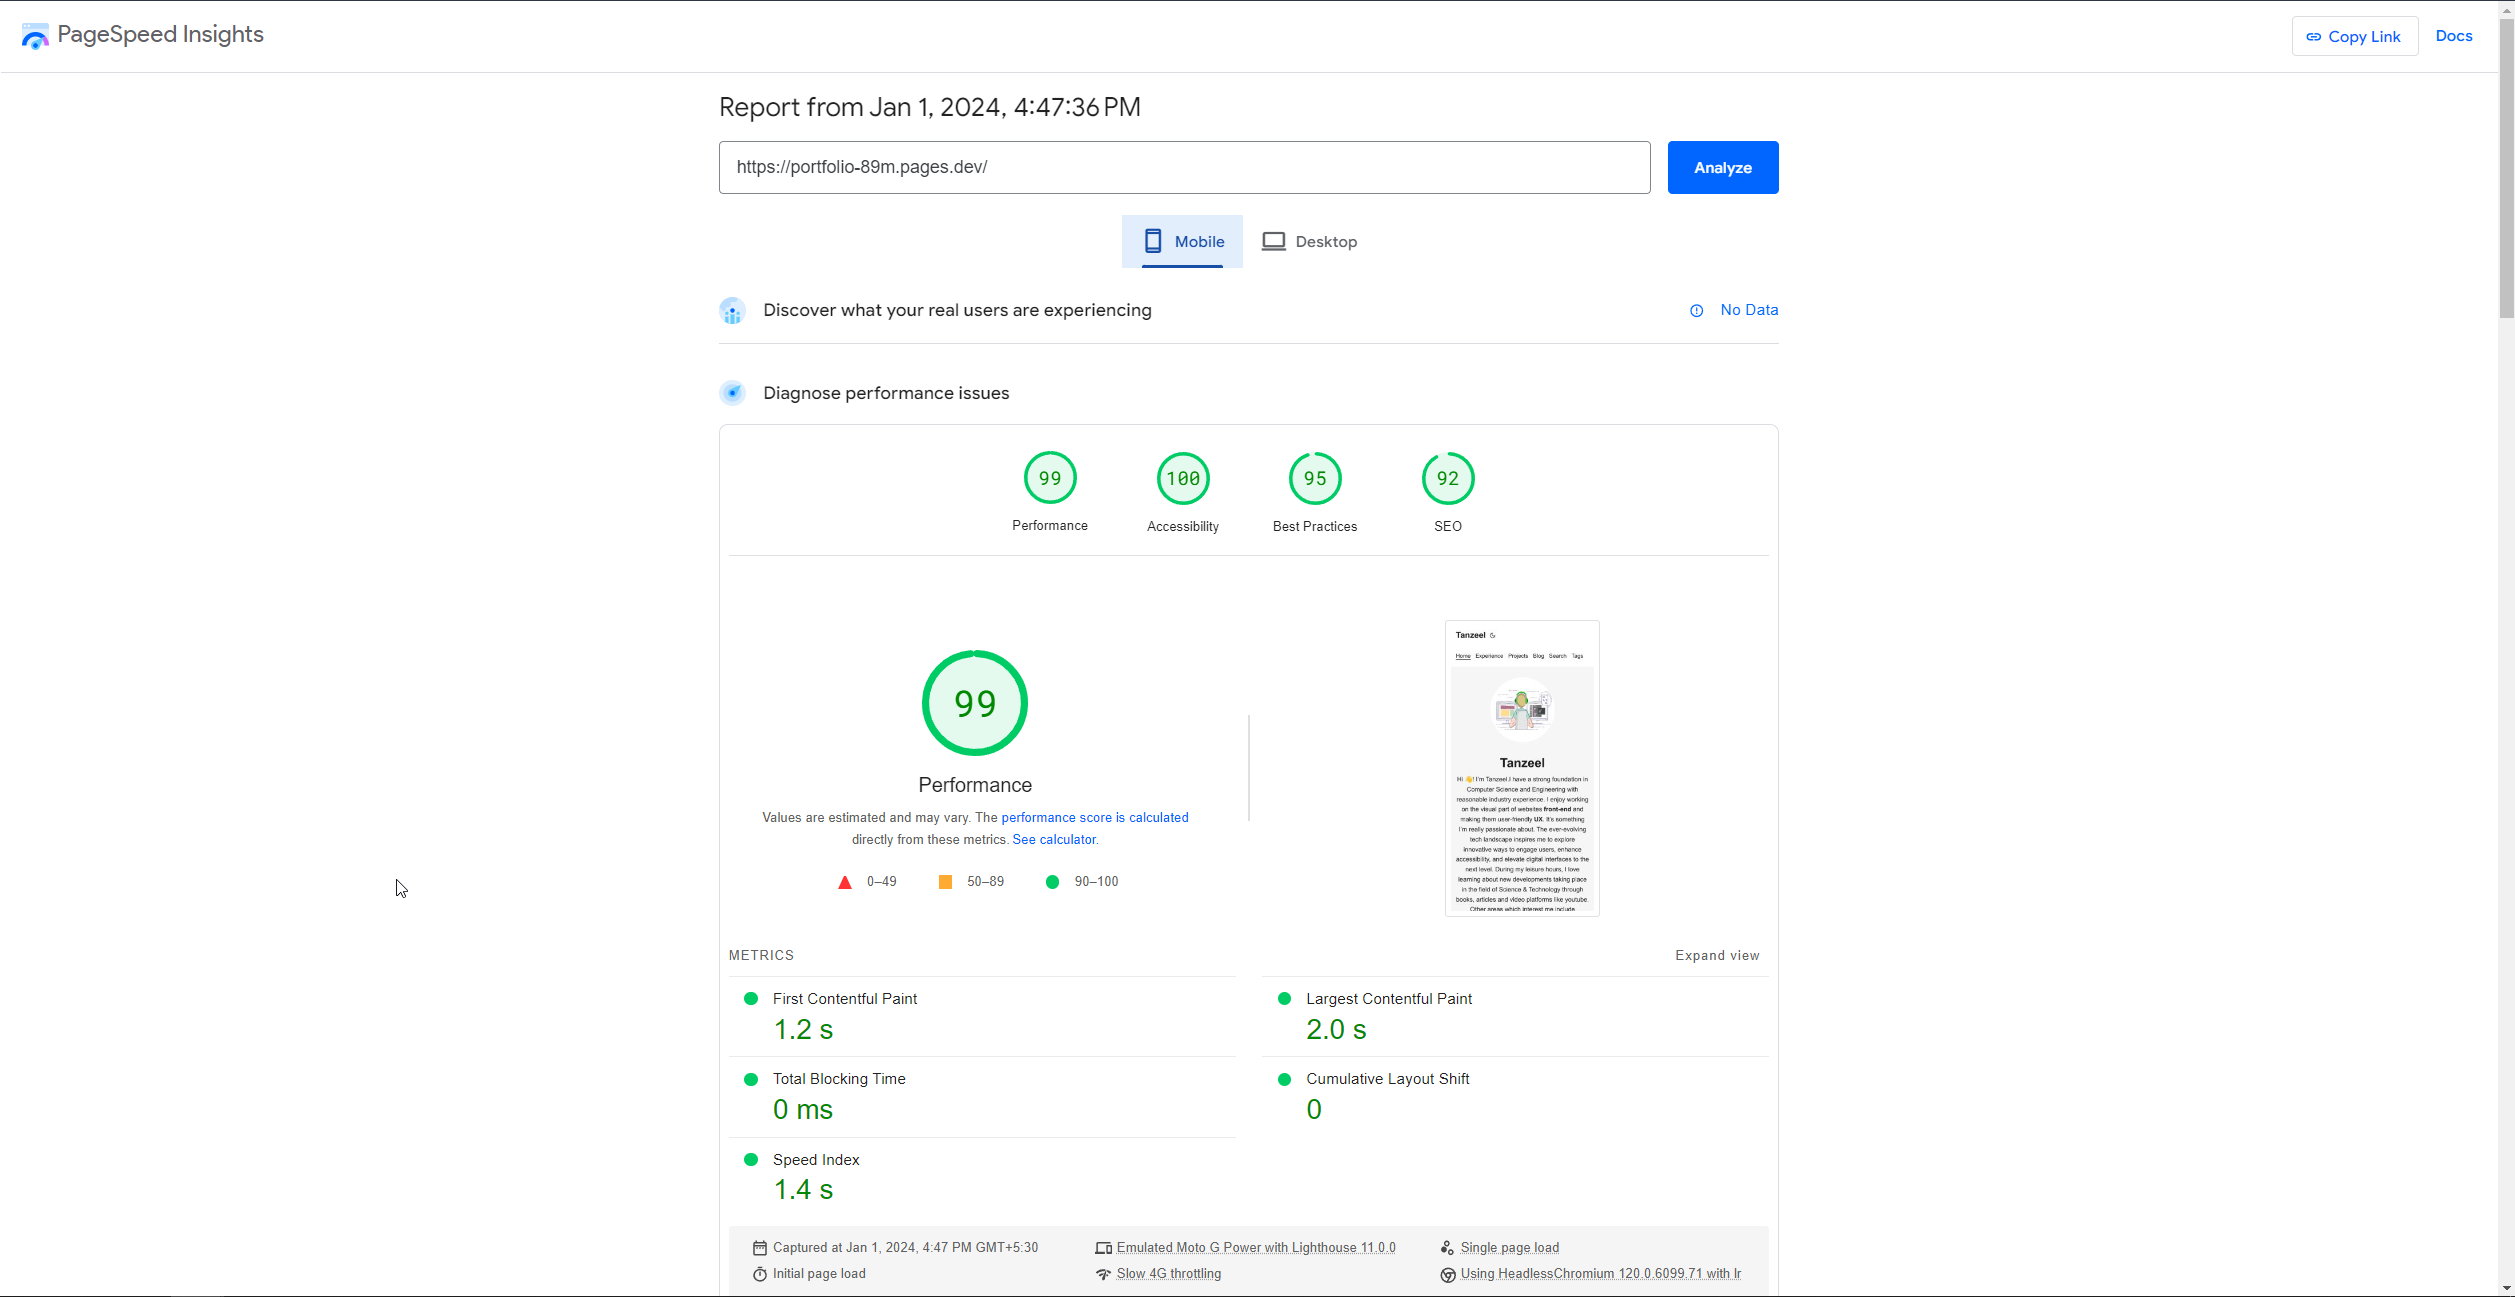 PageSpeed Insights
Copy Link
Docs
Report from Jan 1, 2024, 4:47:36 PM
https://portfolio-89m.pages.dev/
Analyze
Mobile
Desktop
Discover what your real users are experiencing
No Data
Diagnose performance issues
99
100
95
92
Performance
Accessibility
Best Practices
SEO
99
Performance
Values are estimated and may vary. The performance score is calculated
directly from these metrics. See calculator.
0–49
50–89
90–100
Tanzeel
Home Experience Projects Blog Search Tags
Tanzeel
Hi 👋! I'm Tanzeel.I have a strong foundation in
Computer Science and Engineering with
reasonable industry experience. I enjoy working
on the visual part of websites front-end and
making them user-friendly UX. It's something
I'm really passionate about. The ever-evolving
tech landscape inspires me to explore
innovative ways to engage users, enhance
accessibility, and elevate digital interfaces to the
next level. During my leisure hours, I love
learning about new developments taking place
in the field of Science & Technology through
books, articles and video platforms like youtube.
Other areas which interest me include
METRICS
Expand view
First Contentful Paint
1.2 s
Largest Contentful Paint
2.0 s
Total Blocking Time
0 ms
Cumulative Layout Shift
0
Speed Index
1.4 s
Captured at Jan 1, 2024, 4:47 PM GMT+5:30
Emulated Moto G Power with Lighthouse 11.0.0
Single page load
Initial page load
Slow 4G throttling
Using HeadlessChromium 120.0.6099.71 with lr